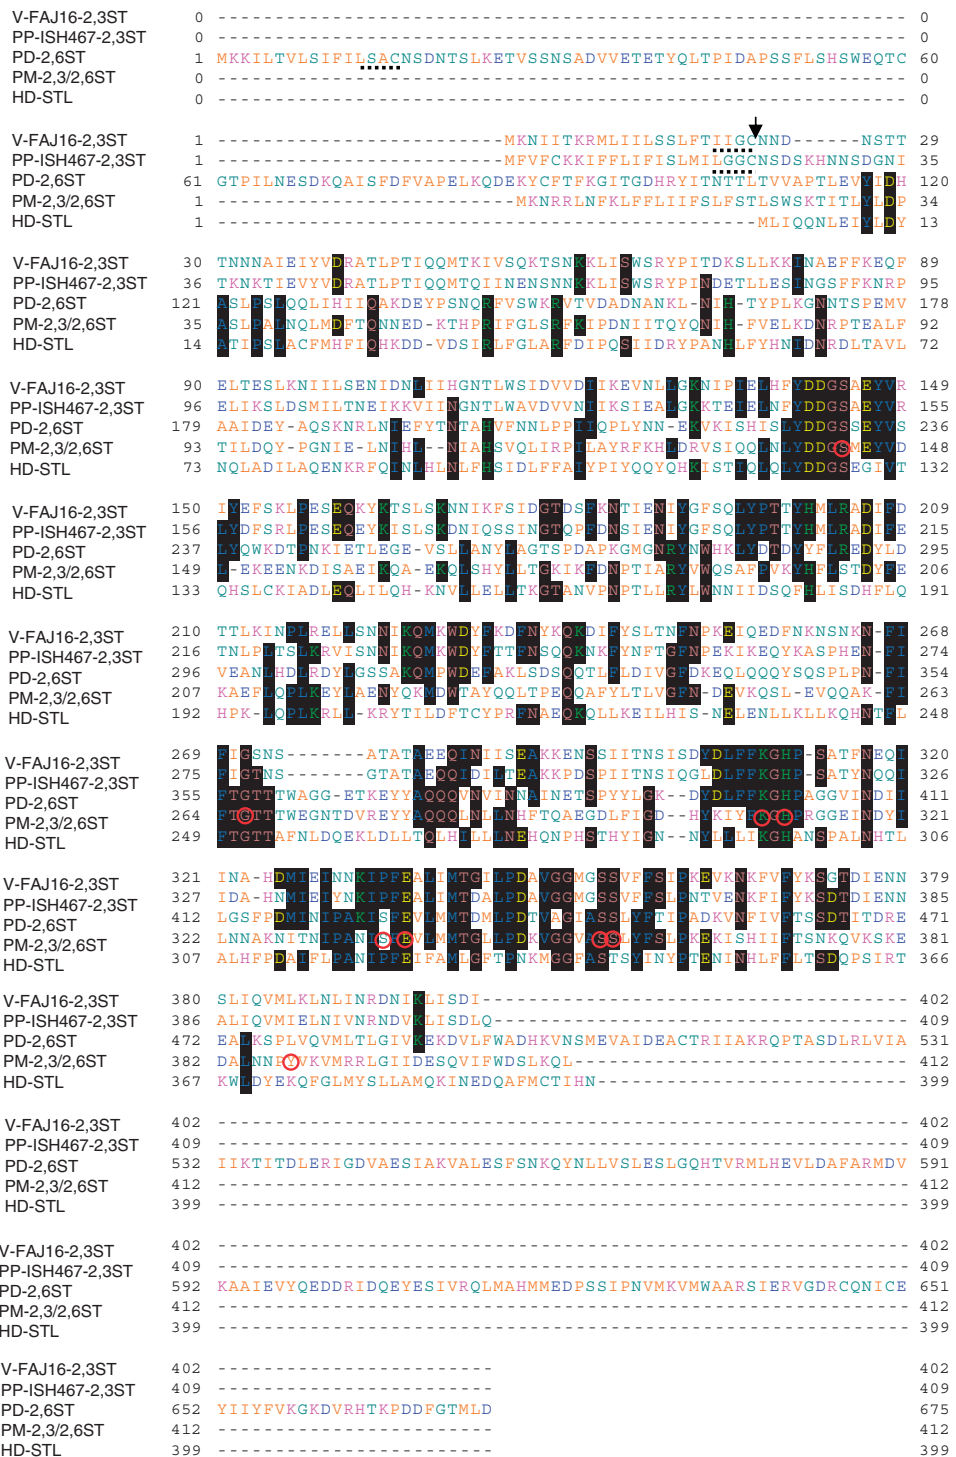 V-FAJ16-2,3ST 0 ------------------------------------------------------------ 0
PP-ISH467-2,3ST 0 ------------------------------------------------------------ 0
PD-2,6ST 1 MKKILTVLSIFILSACNSDNTSLKETVSSNSADVVETETYQLTPIDAPSSFLSHSWEQTC 60
PM-2,3/2,6ST 0 ------------------------------------------------------------ 0
HD-STL 0 ------------------------------------------------------------ 0
V-FAJ16-2,3ST 1 -------------------------MKNIITKRMLIILSSLFTIIGCNND------NSTT 29
PP-ISH467-2,3ST 1 -------------------------MFVFCKKIFFLIFISLMILGGCNSDSKHNNSDGNI 35
PD-2,6ST 61 GTPILNESDKQAISFDFVAPELKQDEKYCFTFKGITGDHRYITNTTLTVVAPTLEVYIDH 120
PM-2,3/2,6ST 1 --------------------------MKNRRLNFKLFFLIIFSLFSTLSWSKTITLYLDP 34
HD-STL 1 -----------------------------------------------MLIQQNLEIYLDY 13
V-FAJ16-2,3ST 30 TNNNAIEIYVDRATLPTIQQMTKIVSQKTSNKKLISWSRYPITDKSLLKKINAEFFKEQF 89
PP-ISH467-2,3ST 36 TKNKTIEVYVDRATLPTIQQMTQIINENSNNKKLISWSRYPINDETLLESINGSFFKNRP 95
PD-2,6ST 121 ASLPSLQQLIHIIQAKDEYPSNQRFVSWKRVTVDADNANKL-NIHTYPLKGNNTSPEMV 178
PM-2,3/2,6ST 35 ASLPALNQLMDFTQNNED-KTHPRIFGLSRFKIPDNIITQYQNIH-FVELKDNRPTEALF 92
HD-STL 14 ATIPSLACFMHFIQHKDD-VDSIRLFGLARFDIPQSIIDRYPANHLFYHNIDNRDLTAVL 72
V-FAJ16-2,3ST 90 ELTESLKNIILSENIDNLIIHGNTLWSIDVVDIIKEVNLLGKNIPIELHFYDDGSAEYVR 149
PP-ISH467-2,3ST 96 ELIKSLDSMILTNEIKKVIINGNTLWAVDVVNIIKSIEALGKKTEIELNFYDDGSAEYVR 155
PD-2,6ST 179 AAIDEY-AQSKNRLNIEFYTNTAHVFNNLPPIIQPLYNN-EKVKISHISLYDDGSSEYVS 236
PM-2,3/2,6ST 93 TILDQY-PGNIE-LNIHL--NIAHSVQLIRPILAYRFKHLDRVSIQQLNLYDDGSMEYVD 148
HD-STL 73 NQLADILAQENKRFQINLHLNLFHSIDLFFAIYPIYQQYQHKISTIQLQLYDDGSEGIVT 132
V-FAJ16-2,3ST 150 IYEFSKLPESEQKYKTSLSKNNIKFSIDGTDSFKNTIENIYGFSQLYPTTYHMLRADIFD 209
PP-ISH467-2,3ST 156 LYDFSRLPESEQEYKISLSKDNIQSSINGTQPFDNSIENIYGFSQLYPTTYHMLRADIFE 215
PD-2,6ST 237 LYQWKDTPNKIETLEGE-VSLLANYLAGTSPDAPKGMGNRYNWHKLYDTDYYFLREDYLD 295
PM-2,3/2,6ST 149 L-EKEENKDISAEIKQA-EKQLSHYLLTGKIKFDNPTIARYVWQSAFPVKYHFLSTDYFE 206
HD-STL 133 QHSLCKIADLEQLILQH-KNVLLELLTKGTANVPNPTLLRYLWNNIIDSQFHLISDHFLQ 191
V-FAJ16-2,3ST 210 TTLKINPLRELLSNNIKQMKWDYFKDFNYKQKDIFYSLTNFNPKEIQEDFNKNSNKN-FI 268
PP-ISH467-2,3ST 216 TNLPLTSLKRVISNNIKQMKWDYFTTFNSQQKNKFYNFTGFNPEKIKEQYKASPHEN-FI 274
PD-2,6ST 296 VEANLHDLRDYLGSSAKQMPWDEFAKLSDSQQTLFLDIVGFDKEQLQQQYSQSPLPN-FI 354
PM-2,3/2,6ST 207 KAEFLQPLKEYLAENYQKMDWTAYQQLTPEQQAFYLTLVGFN-DEVKQSL-EVQQAK-FI 263
HD-STL 192 HPK-LQPLKRLL-KRYTILDFTCYPRFNAEQKQLLKEILHIS-NELENLLKLLKQHNTFL 248
V-FAJ16-2,3ST 269 FIGSNS-------ATATAEEQINIISEAKKENSSIITNSISDYDLFFKGHP-SATFNEQI 320
PP-ISH467-2,3ST 275 FIGTNS-------GTATAEQQIDILTEAKKPDSPIITNSIQGLDLFFKGHP-SATYNQQI 326
PD-2,6ST 355 FTGTTTWAGG-ETKEYYAQQQVNVINNAINETSPYYLGK--DYDLFFKGHPAGGVINDII 411
PM-2,3/2,6ST 264 FTGTTTWEGNTDVREYYAQQQLNLLNHFTQAEGDLFIGD--HYKIYFKGHPRGGEINDYI 321
HD-STL 249 FTGTTAFNLDQEKLDLLTQLHILLLNEHQNPHSTHYIGN--NYLLLIKGHANSPALNHTL 306
V-FAJ16-2,3ST 321 INA-HDMIEINNKIPFEALIMTGILPDAVGGMGSSVFFSIPKEVKNKFVFYKSGTDIENN 379
PP-ISH467-2,3ST 327 IDA-HNMIELYNKIPFEALIMTDALPDAVGGMGSSVFFSLPNTVENKFIFYKSDTDIENN 385
PD-2,6ST 412 LGSFPDMINIPAKISFEVLMMTDMLPDTVAGIASSLYFTIPADKVNFIVFTSSDTITDRE 471
PM-2,3/2,6ST 322 LNNAKNITNIPANISFEVLMMTGLLPDKVGGVASSLYFSLPKEKISHIIFTSNKQVKSKE 381
HD-STL 307 ALHFPDAIFLPANIPFEIFAMLGFTPNKMGGFASTSYINYPTENINHLFFLTSDQPSIRT 366
V-FAJ16-2,3ST 380 SLIQVMLKLNLINRDNIKLISDI------------------------------------- 402
PP-ISH467-2,3ST 386 ALIQVMIELNIVNRNDVKLISDLQ------------------------------------ 409
PD-2,6ST 472 EALKSPLVQVMLTLGIVKEKDVLFWADHKVNSMEVAIDEACTRIIAKRQPTASDLRLVIA 531
PM-2,3/2,6ST 382 DALNNPYVKVMRRLGIIDESQVIFWDSLKQL----------------------------- 412
HD-STL 367 KWLDYEKQFGLMYSLLAMQKINEDQAFMCTIHN--------------------------- 399
V-FAJ16-2,3ST 402 ------------------------------------------------------------ 402
PP-ISH467-2,3ST 409 ------------------------------------------------------------ 409
PD-2,6ST 532 IIKTITDLERIGDVAESIAKVALESFSNKQYNLLVSLESLGQHTVRMLHEVLDAFARMDV 591
PM-2,3/2,6ST 412 ------------------------------------------------------------ 412
HD-STL 399 ------------------------------------------------------------ 399
V-FAJ16-2,3ST 402 ------------------------------------------------------------ 402
PP-ISH467-2,3ST 409 ------------------------------------------------------------ 409
PD-2,6ST 592 KAAIEVYQEDDRIDQEYESIVRQLMAHMMEDPSSIPNVMKVMWAARSIERVGDRCQNICE 651
PM-2,3/2,6ST 412 ------------------------------------------------------------ 412
HD-STL 399 ------------------------------------------------------------ 399
V-FAJ16-2,3ST 402 ------------------------ 402
PP-ISH467-2,3ST 409 ------------------------ 409
PD-2,6ST 652 YIIYFVKGKDVRHTKPDDFGTMLD 675
PM-2,3/2,6ST 412 ------------------------ 412
HD-STL 399 ------------------------ 399